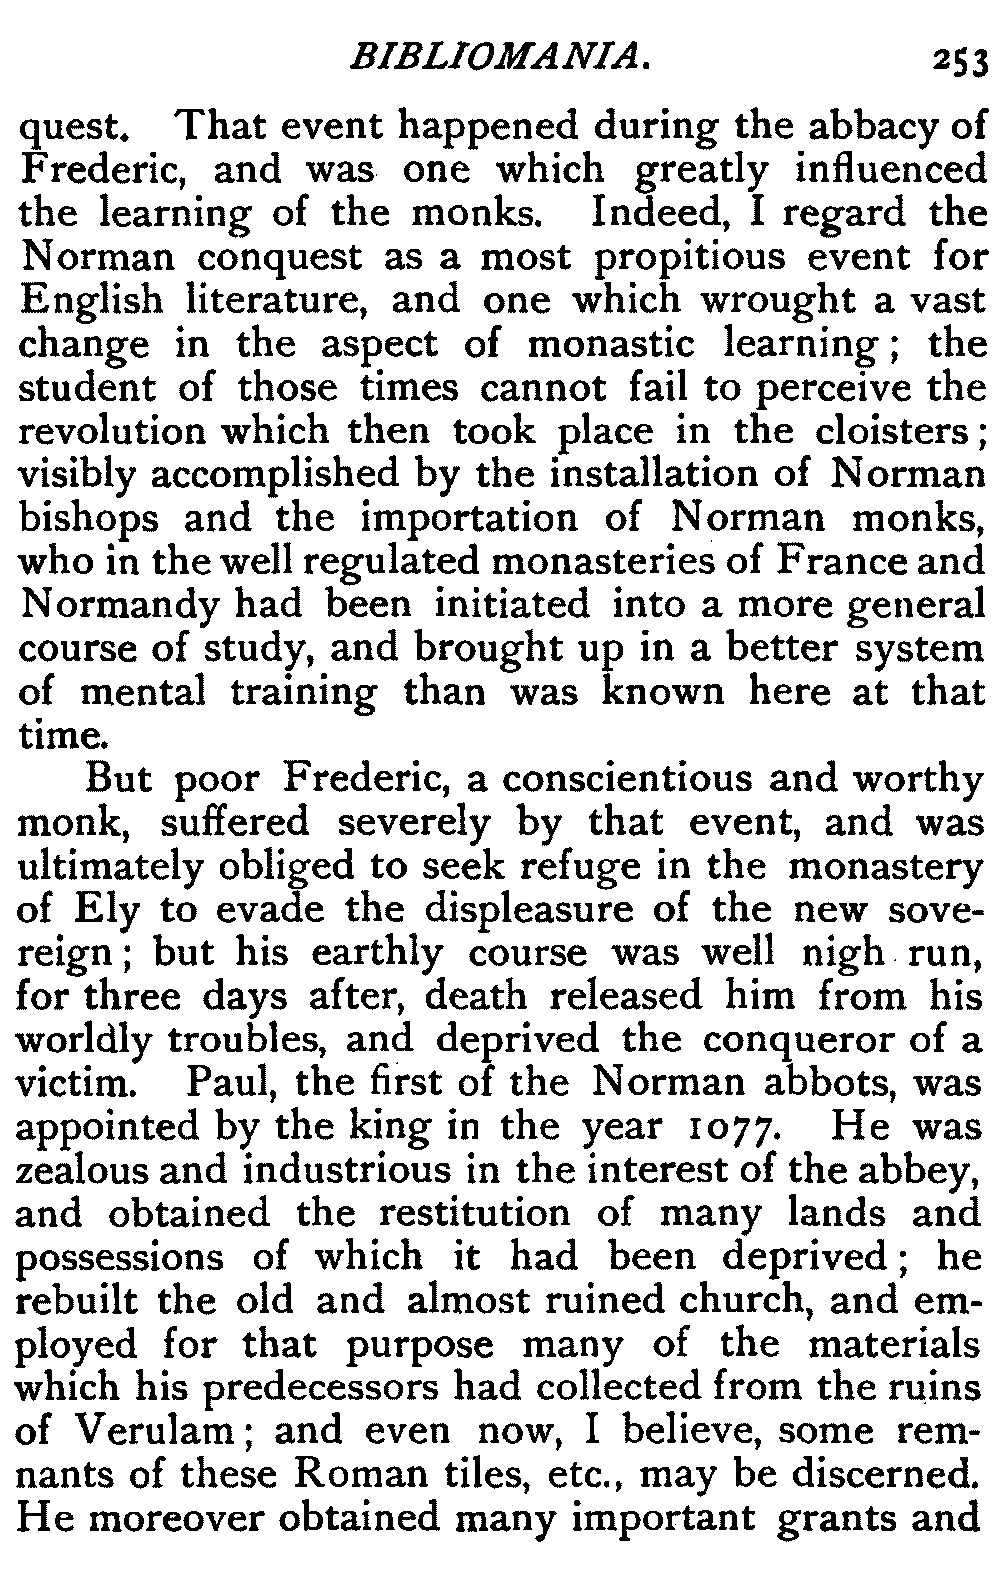 BIBLIOMANIA. 253
quest. That event happened during the abbacy of
Frederic, and was one which greatly influenced
the learning of the monks. Indeed, I regard the
Norman conquest as a most propitious event for
English literature, and one which wrought a vast
change in the aspect of monastic learning ; the
student of those times cannot fail to perceive the
revolution which then took place in the cloisters ;
visibly accomplished by the installation of Norman
bishops and the importation of Norman monks,
who in the well regulated monasteries of France and
Normandy had been initiated into a more general
course of study, and brought up in a better system
of mental training than was known here at that
time.
But poor Frederic, a conscientious and worthy
monk, suffered severely by that event, and was
ultimately obliged to seek refuge in the monastery
of Ely to evade the displeasure of the new sove-
reign ; but his earthly course was well nigh run,
for three days after, death released him from his
worldly troubles, and deprived the conqueror of a
victim. Paul, the first of the Norman abbots, was
appointed by the king in the year 1077. He was
zealous and industrious in the interest of the abbey,
and obtained the restitution of many lands and
possessions of which it had been deprived ; he
rebuilt the old and almost ruined church, and em-
ployed for that purpose many of the materials
which his predecessors had collected from the ruins
of Verulam ; and even now, I believe, some rem-
nants of these Roman tiles, etc., may be discerned.
He moreover obtained many important grants and